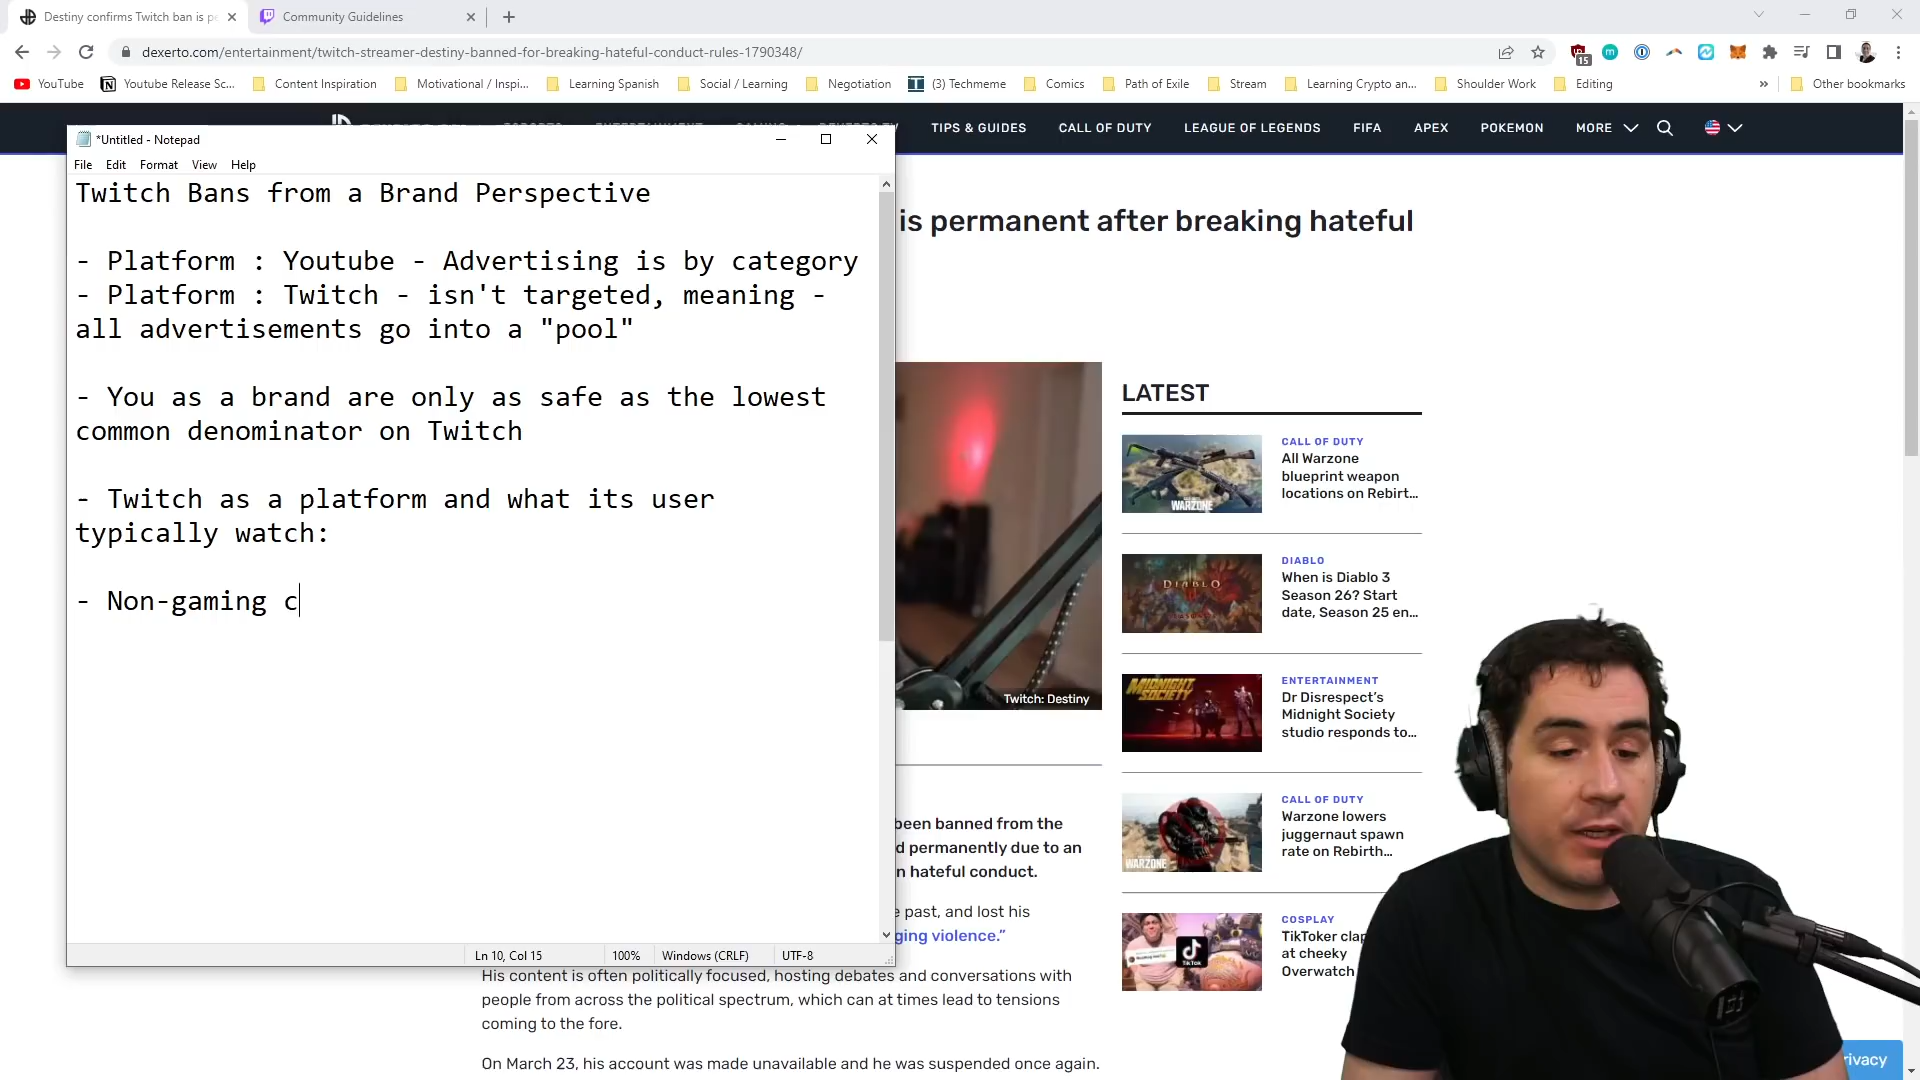 Destiny confirms Twitch ban is pe
Community Guidelines
dexerto.com/entertainment/twitch-streamer-destiny-banned-for-breaking-hateful-conduct-rules-1790348/
15
YouTube
Youtube Release Sc...
Content Inspiration
Motivational / Inspi...
Learning Spanish
Social / Learning
Negotiation
(3) Techmeme
Comics
Path of Exile
Stream
Learning Crypto an...
Shoulder Work
Editing
»
Other bookmarks
TIPS & GUIDES
CALL OF DUTY
LEAGUE OF LEGENDS
FIFA
APEX
POKEMON
MORE
*Untitled - Notepad
File Edit Format View Help
Twitch Bans from a Brand Perspective
- Platform : Youtube - Advertising is by category
- Platform : Twitch - isn't targeted, meaning -
all advertisements go into a "pool"
- You as a brand are only as safe as the lowest
common denominator on Twitch
- Twitch as a platform and what its user
typically watch:
- Non-gaming c
Ln 10, Col 15
100%
Windows (CRLF)
UTF-8
is permanent after breaking hateful
Twitch: Destiny
been banned from the
d permanently due to an
n hateful conduct.
e past, and lost his
ging violence.”
His content is often politically focused, hosting debates and conversations with
people from across the political spectrum, which can at times lead to tensions
coming to the fore.
On March 23, his account was made unavailable and he was suspended once again.
LATEST
WARZONE
CALL OF DUTY
All Warzone
blueprint weapon
locations on Rebirt...
DIABLO
DIABLO
When is Diablo 3
Season 26? Start
date, Season 25 en...
MIDNIGHT
SOCIETY
ENTERTAINMENT
Dr Disrespect’s
Midnight Society
studio responds to...
WARZONE
CALL OF DUTY
Warzone lowers
juggernaut spawn
rate on Rebirth...
TikTok
COSPLAY
TikToker clap
at cheeky
Overwatch
rivacy